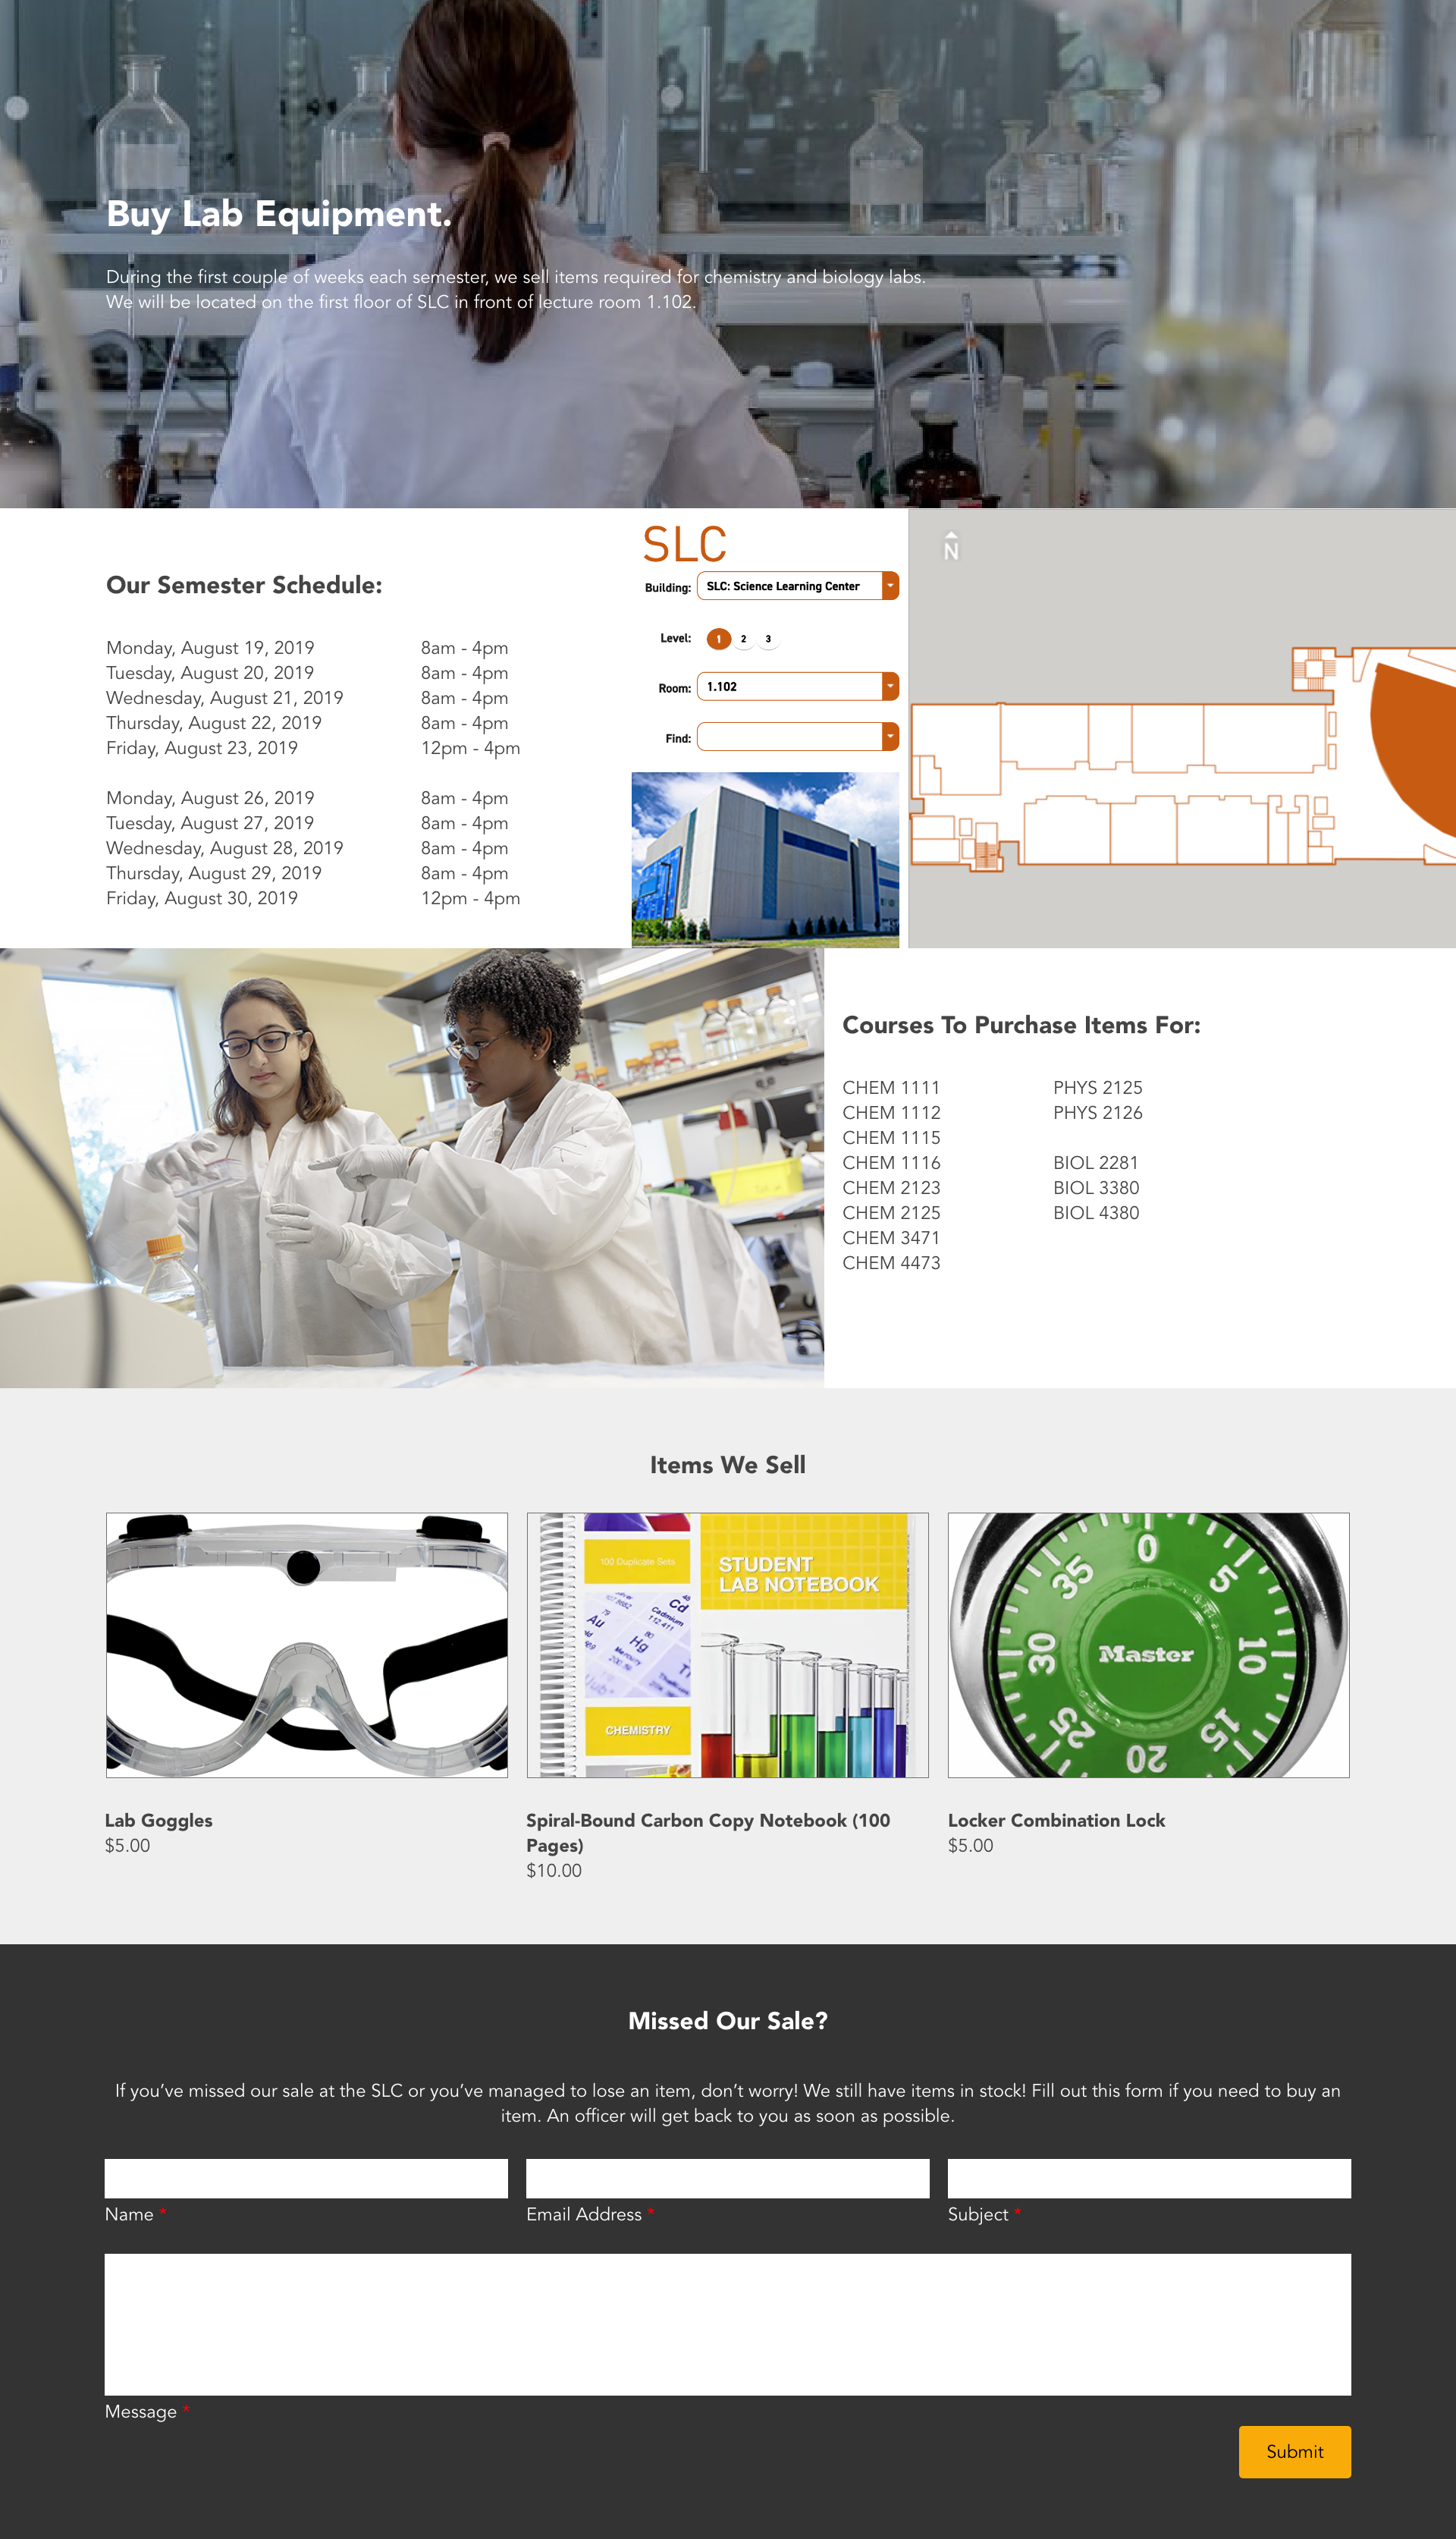 Buy Lab Equipment.
During the first couple of weeks each semester, we sell items required for chemistry and biology labs.
We will be located on the first floor of SLC in front of lecture room 1.102.
Our Semester Schedule:
Monday, August 19, 2019 8am - 4pm
Tuesday, August 20, 2019 8am - 4pm
Wednesday, August 21, 2019 8am - 4pm
Thursday, August 22, 2019 8am - 4pm
Friday, August 23, 2019 12pm - 4pm
Monday, August 26, 2019 8am - 4pm
Tuesday, August 27, 2019 8am - 4pm
Wednesday, August 28, 2019 8am - 4pm
Thursday, August 29, 2019 8am - 4pm
Friday, August 30, 2019 12pm - 4pm
SLC
Building: SLC: Science Learning Center
Level: 1 2 3
Room: 1.102
Find:
N
Courses To Purchase Items For:
CHEM 1111
CHEM 1112
CHEM 1115
CHEM 1116
CHEM 2123
CHEM 2125
CHEM 3471
CHEM 4473
PHYS 2125
PHYS 2126
BIOL 2281
BIOL 3380
BIOL 4380
Items We Sell
100 Duplicate Sets
STUDENT
LAB NOTEBOOK
Cd
Cadmium
112.411
79
Au
80
Hg
Mercury
200.59
CHEMISTRY
0
5
10
15
20
25
30
35
Master
Lab Goggles
$5.00
Spiral-Bound Carbon Copy Notebook (100
Pages)
$10.00
Locker Combination Lock
$5.00
Missed Our Sale?
If you’ve missed our sale at the SLC or you’ve managed to lose an item, don’t worry! We still have items in stock! Fill out this form if you need to buy an
item. An officer will get back to you as soon as possible.
Name *
Email Address *
Subject *
Message *
Submit